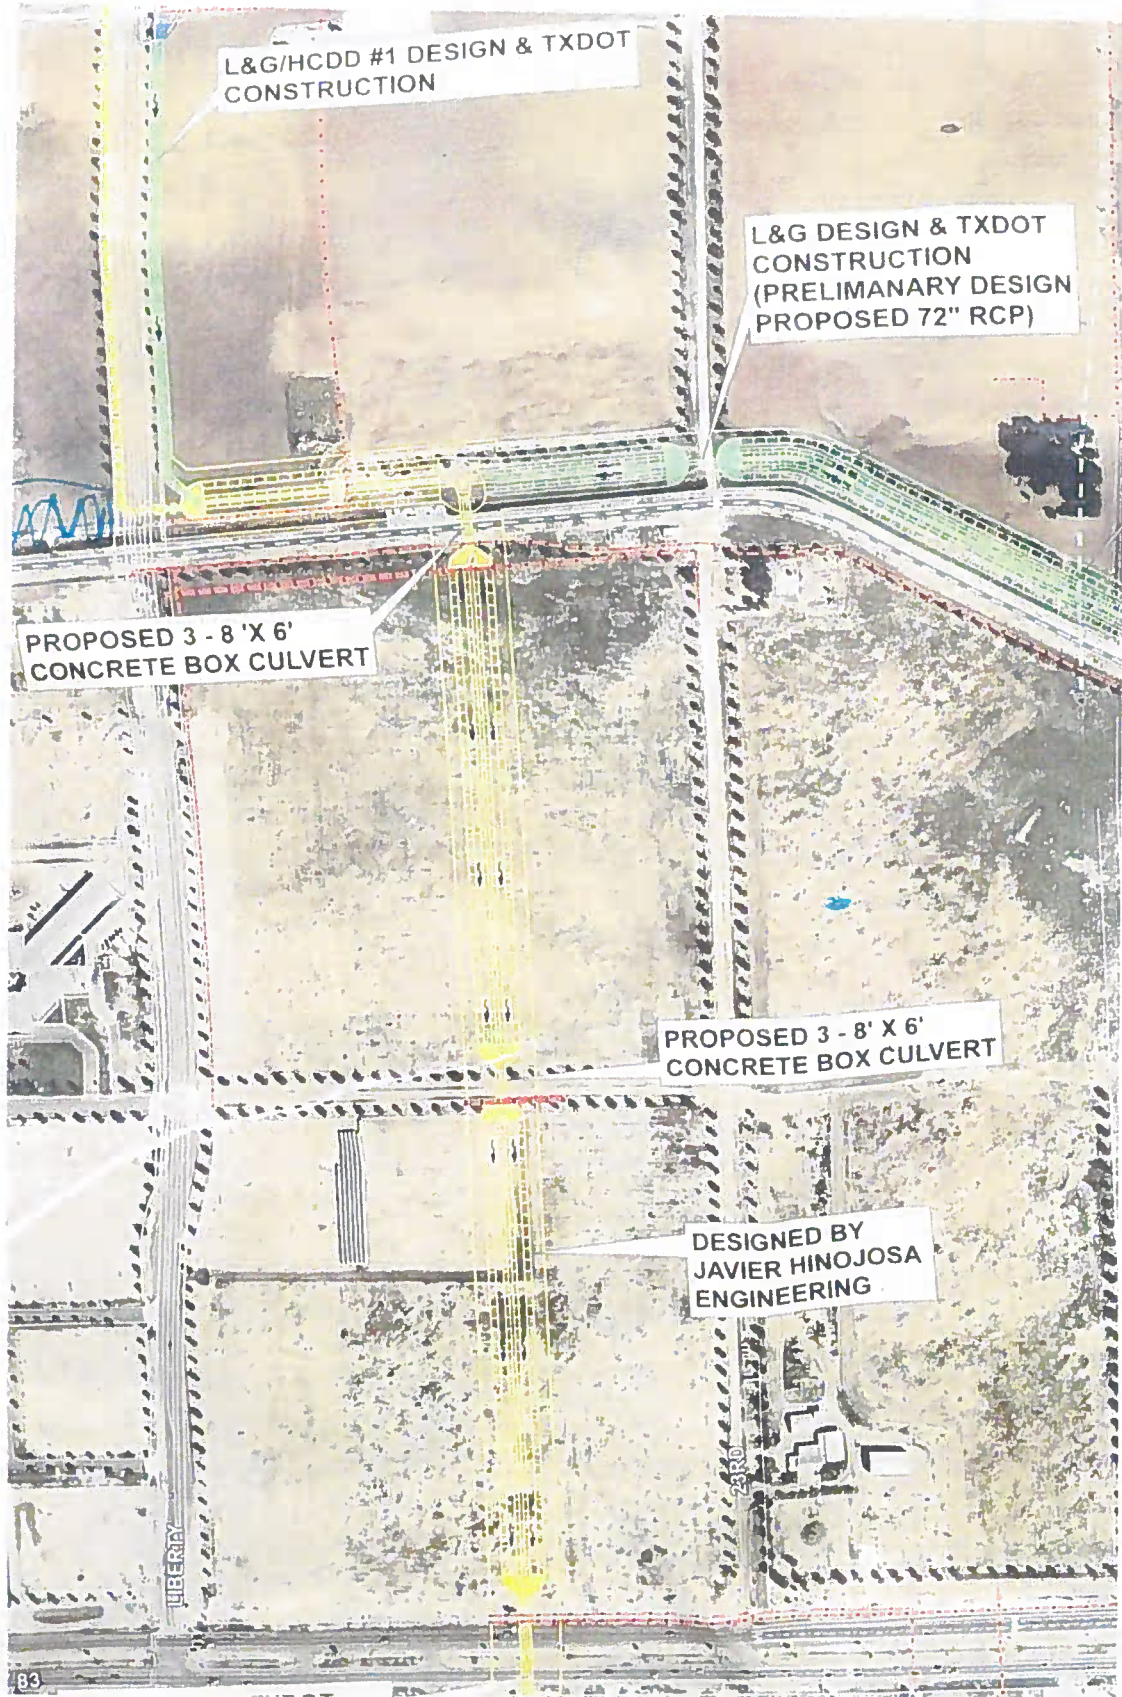 L&G/HCDD #1 DESIGN & TXDOT
CONSTRUCTION
L&G DESIGN & TXDOT
CONSTRUCTION
(PRELIMANARY DESIGN
PROPOSED 72" RCP)
PROPOSED 3 - 8 'X 6'
CONCRETE BOX CULVERT
PROPOSED 3 - 8' X 6'
CONCRETE BOX CULVERT
DESIGNED BY
JAVIER HINOJOSA
ENGINEERING
23RD
LIBERTY
83